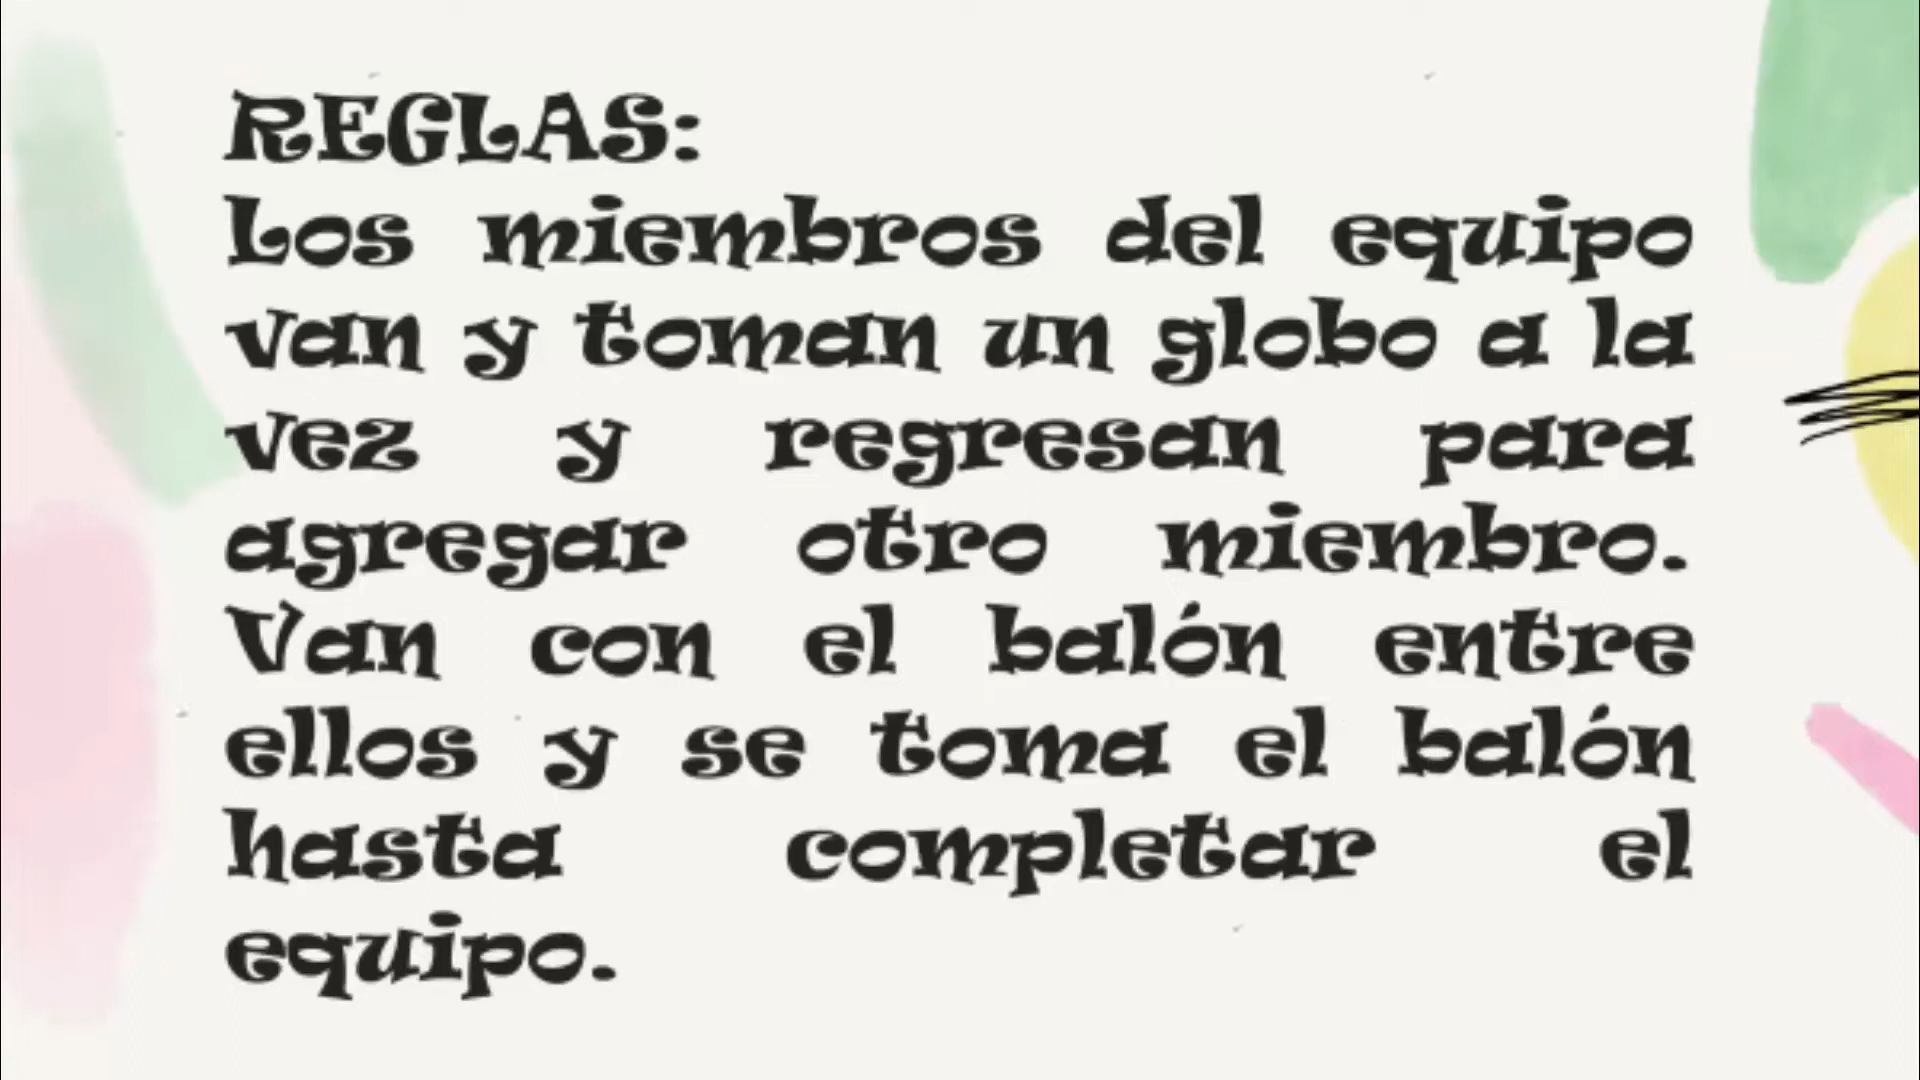 REGLAS:
Los miembros del equipo
van y toman un globo a la
vez y regresan para
agregar otro miembro.
Van con el balón entre
ellos y se toma el balón
hasta completar el
equipo.